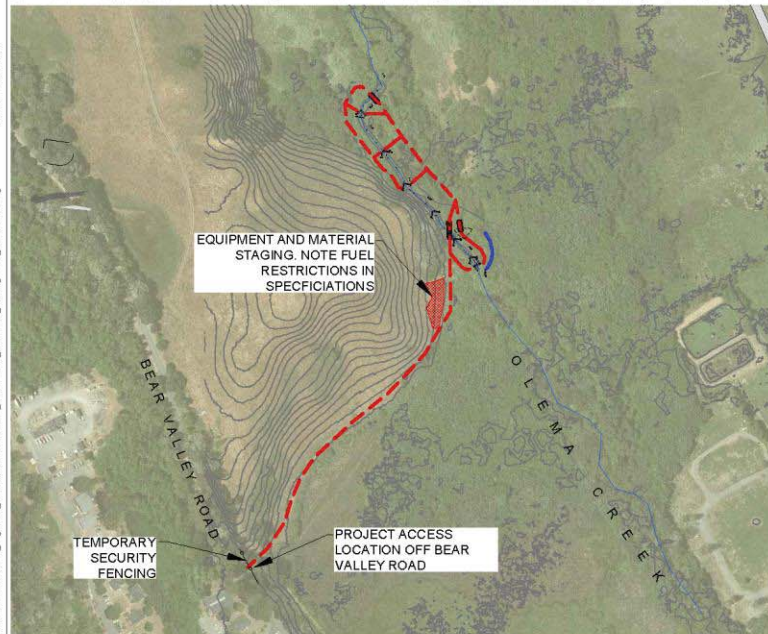 EQUIPMENT AND MATERIAL
STAGING. NOTE FUEL
RESTRICTIONS IN
SPECFICIATIONS
BEAR VALLEY ROAD
OLEMA CREEK
TEMPORARY
SECURITY
FENCING
PROJECT ACCESS
LOCATION OFF BEAR
VALLEY ROAD